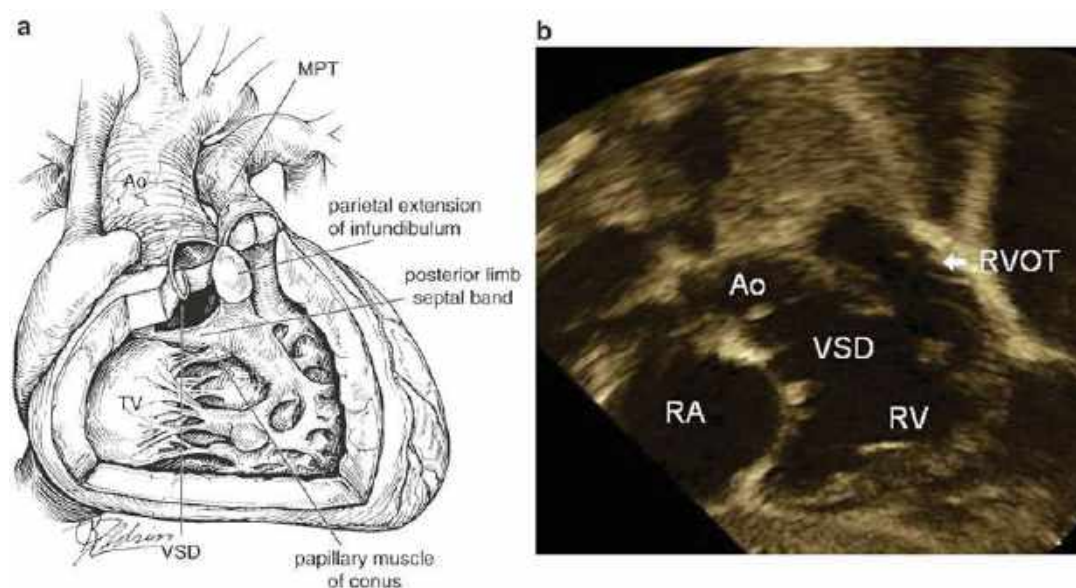 a
MPT
Ao
parietal extension
of infundibulum
posterior limb
septal band
TV
VSD
papillary muscle
of conus
b
RVOT
Ao
VSD
RA
RV